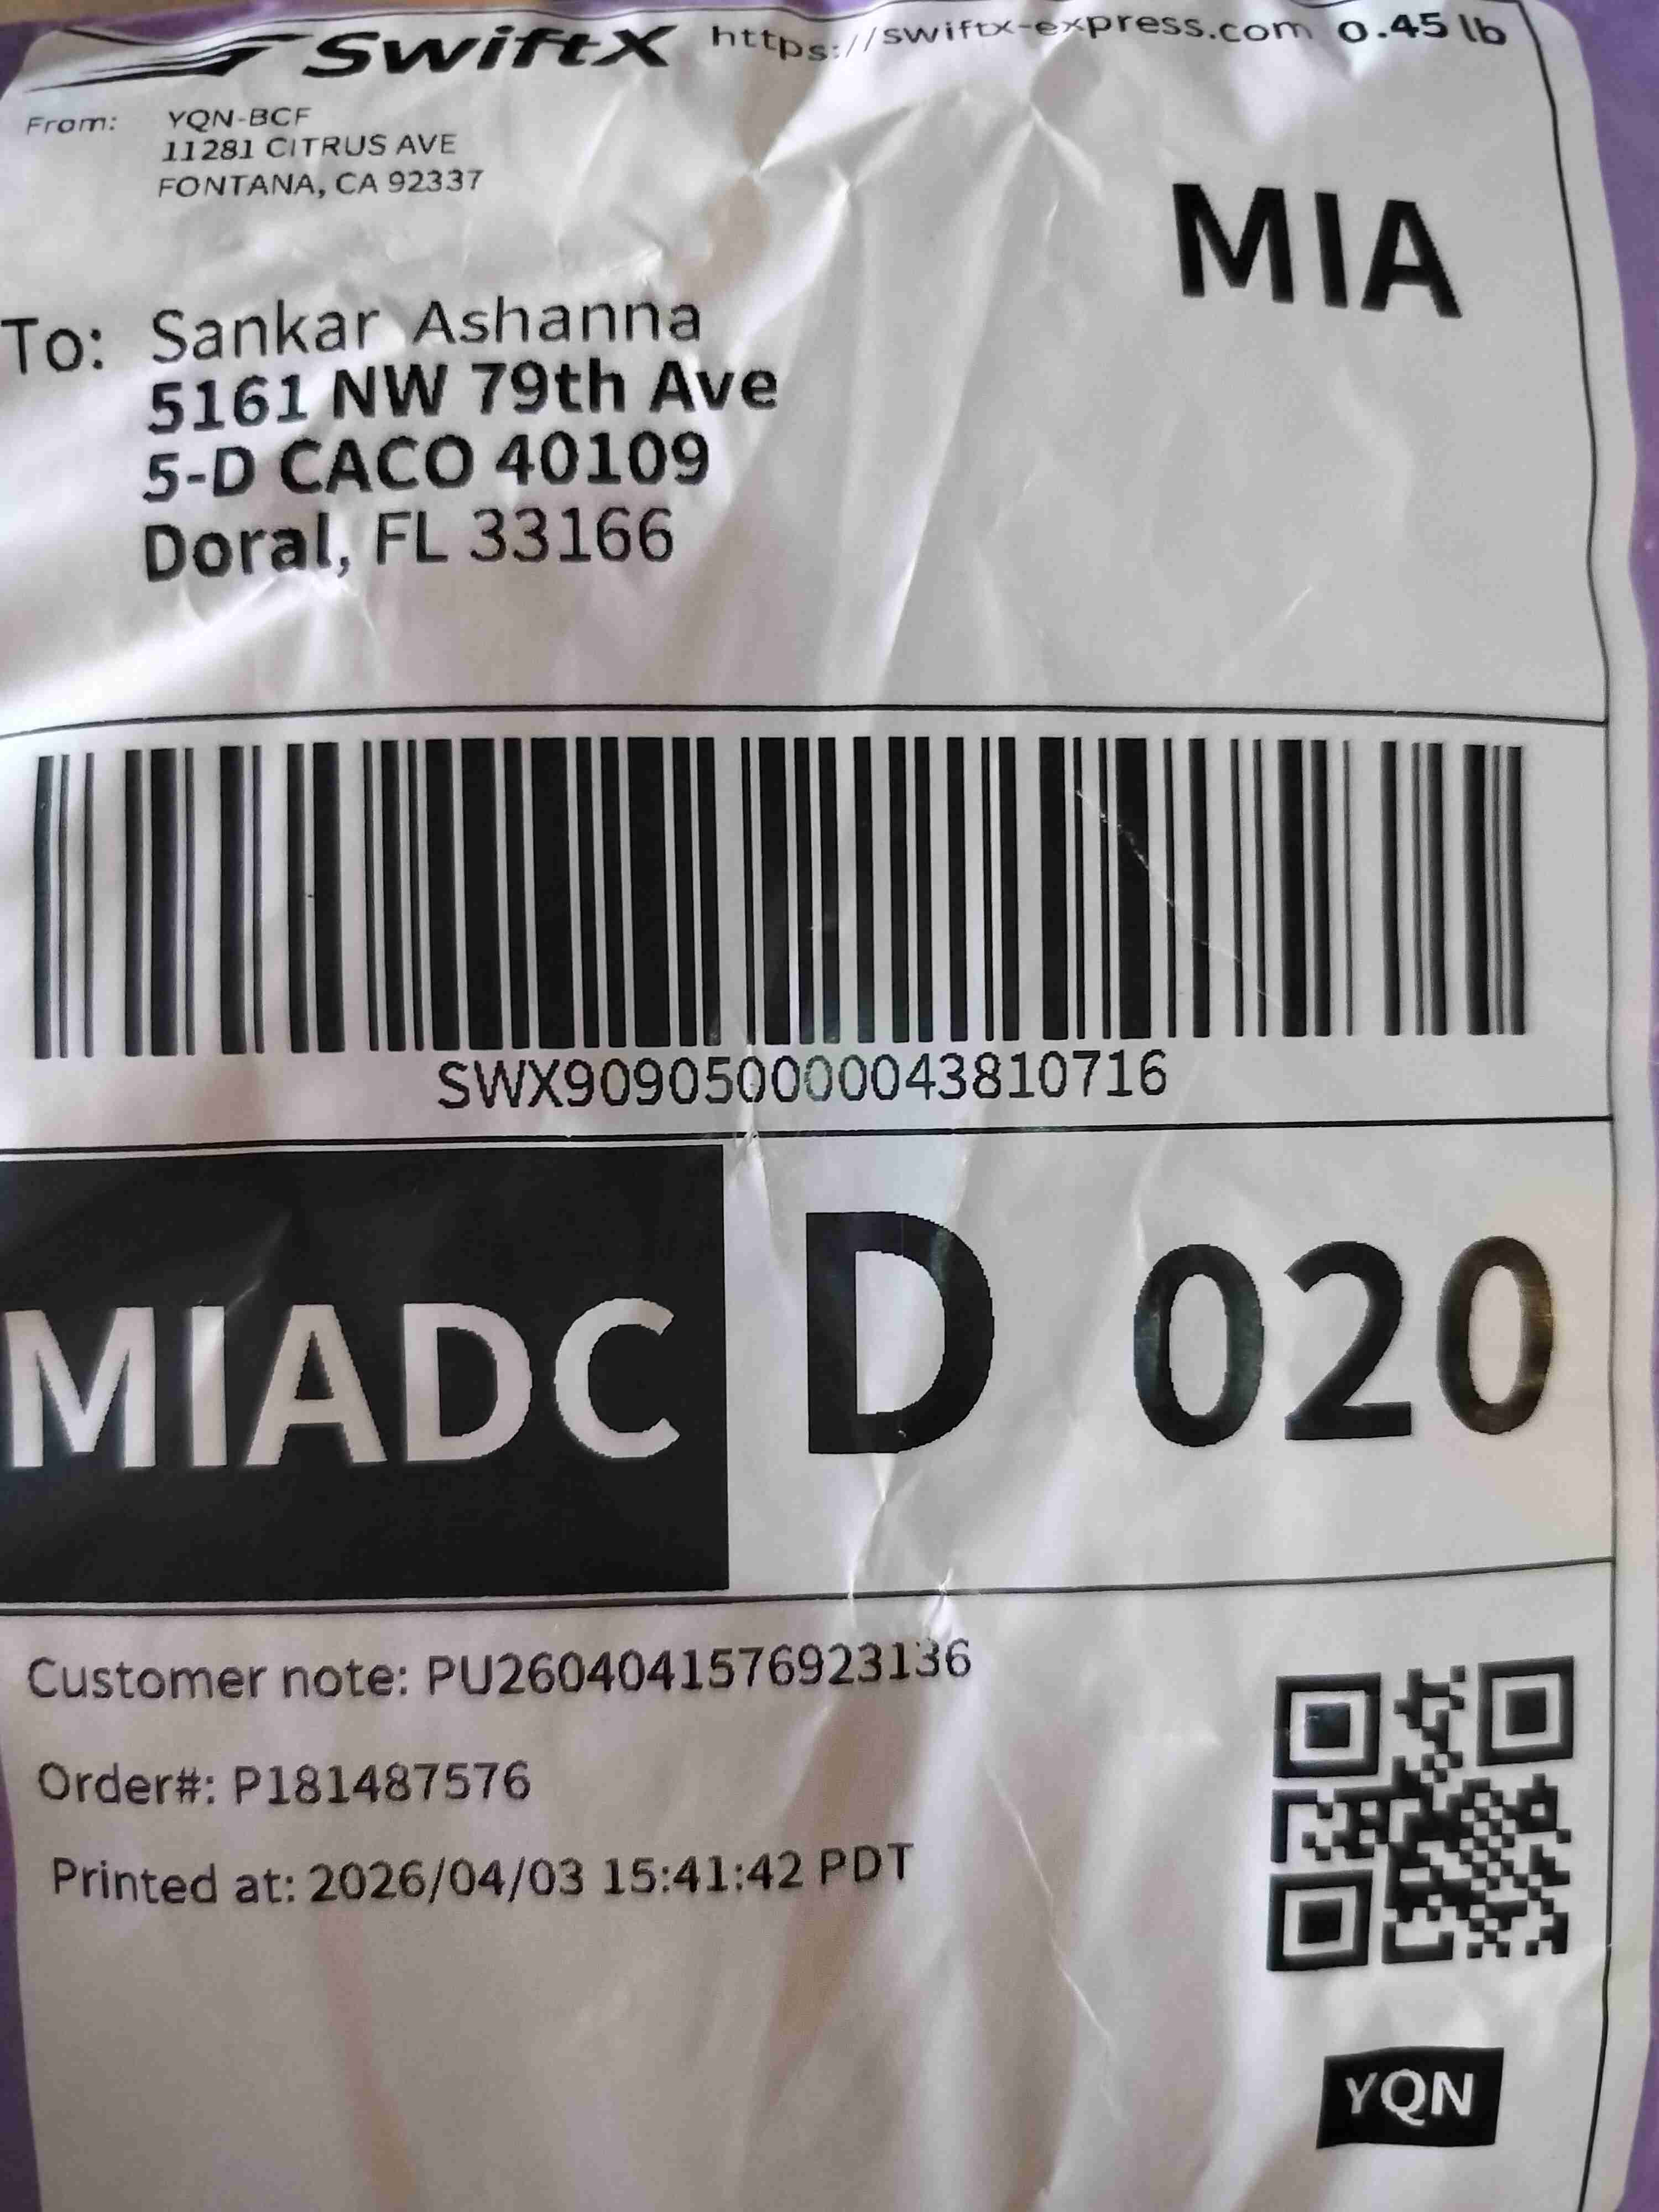 SwiftX https://swiftx-express.com 0.45 lb
From: YQN-BCF
11281 CITRUS AVE
FONTANA, CA 92337
MIA
To: Sankar Ashanna
5161 NW 79th Ave
5-D CACO 40109
Doral, FL 33166
SWX909050000043810716
MIADC D 020
Customer note: PU2604041576923136
Order#: P181487576
Printed at: 2026/04/03 15:41:42 PDT
YQN